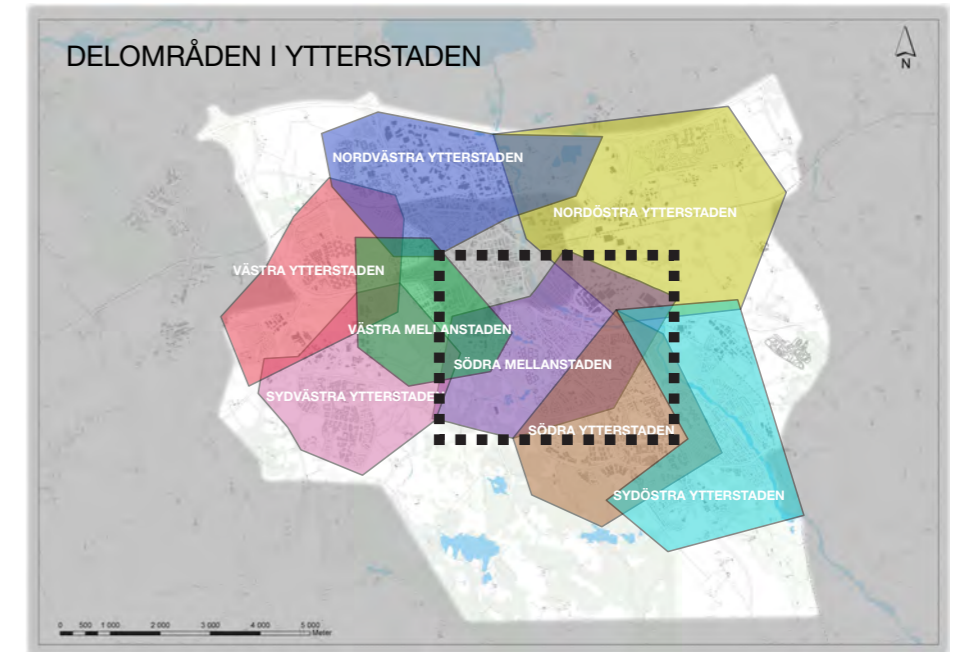 DELOMRÅDEN I YTTERSTADEN
N
NORDVÄSTRA YTTERSTADEN
NORDÖSTRA YTTERSTADEN
VÄSTRA YTTERSTADEN
VÄSTRA MELLANSTADEN
SÖDRA MELLANSTADEN
SYDVÄSTRA YTTERSTADEN
SÖDRA YTTERSTADEN
SYDÖSTRA YTTERSTADEN
0 500 1 000 2 000 3 000 4 000 5 000
Meter